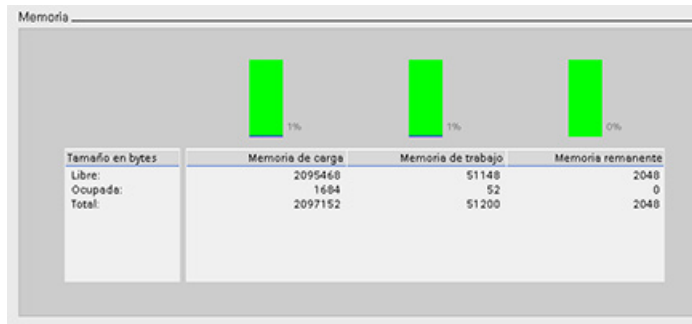 Memoria
1% 1% 0%
Tamaño en bytes Memoria de carga Memoria de trabajo Memoria remanente
Libre: 2095468 51148 2048
Ocupada: 1684 52 0
Total: 2097152 51200 2048